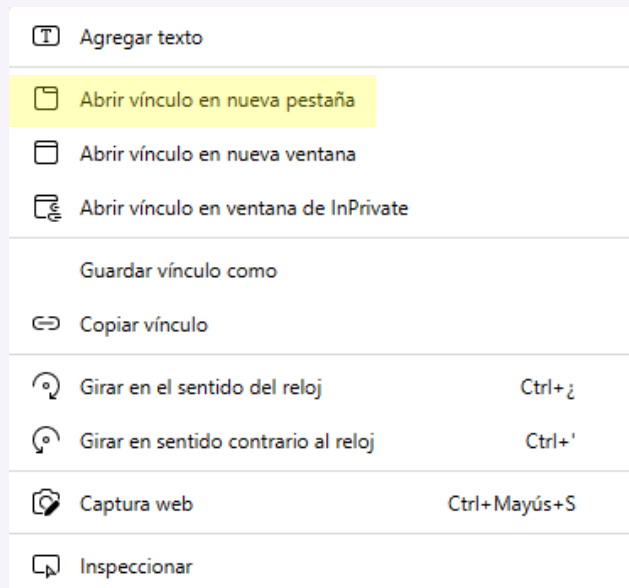 Agregar texto
Abrir vínculo en nueva pestaña
Abrir vínculo en nueva ventana
Abrir vínculo en ventana de InPrivate
Guardar vínculo como
Copiar vínculo
Girar en el sentido del reloj Ctrl+¿
Girar en sentido contrario al reloj Ctrl+'
Captura web Ctrl+Mayús+S
Inspeccionar